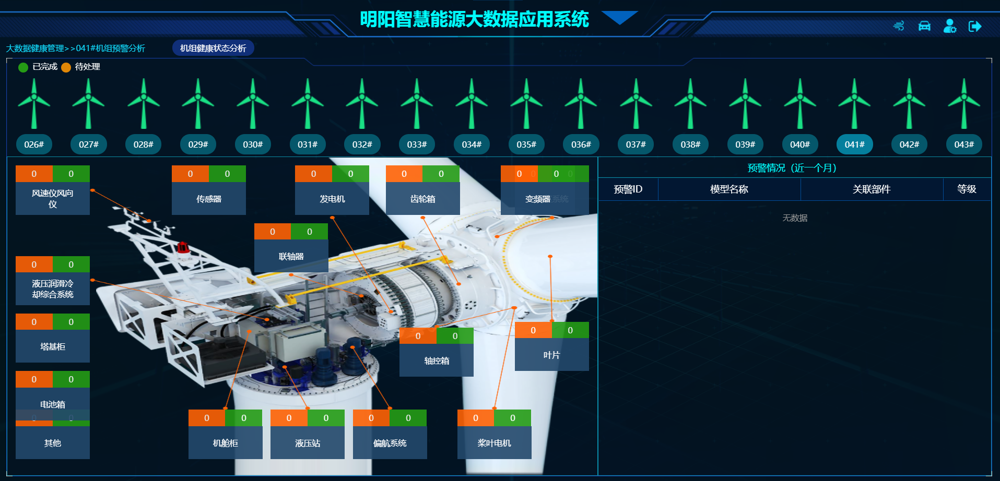 明阳智慧能源大数据应用系统
大数据健康管理>>041#机组预警分析
机组健康状态分析
已完成
待处理
026#
027#
028#
029#
030#
031#
032#
033#
034#
035#
036#
037#
038#
039#
040#
041#
042#
043#
0 0
风速仪风向
仪
0 0
传感器
0 0
发电机
0 0
齿轮箱
0 0
变频器
0 0
联轴器
0 0
液压润滑冷
却综合系统
0 0
塔基柜
0 0
轴控箱
0 0
叶片
0 0
电池箱
0 0
其他
0 0
机舱柜
0 0
液压站
0 0
偏航系统
0 0
桨叶电机
预警情况（近一个月）
预警ID
模型名称
关联部件
等级
无数据